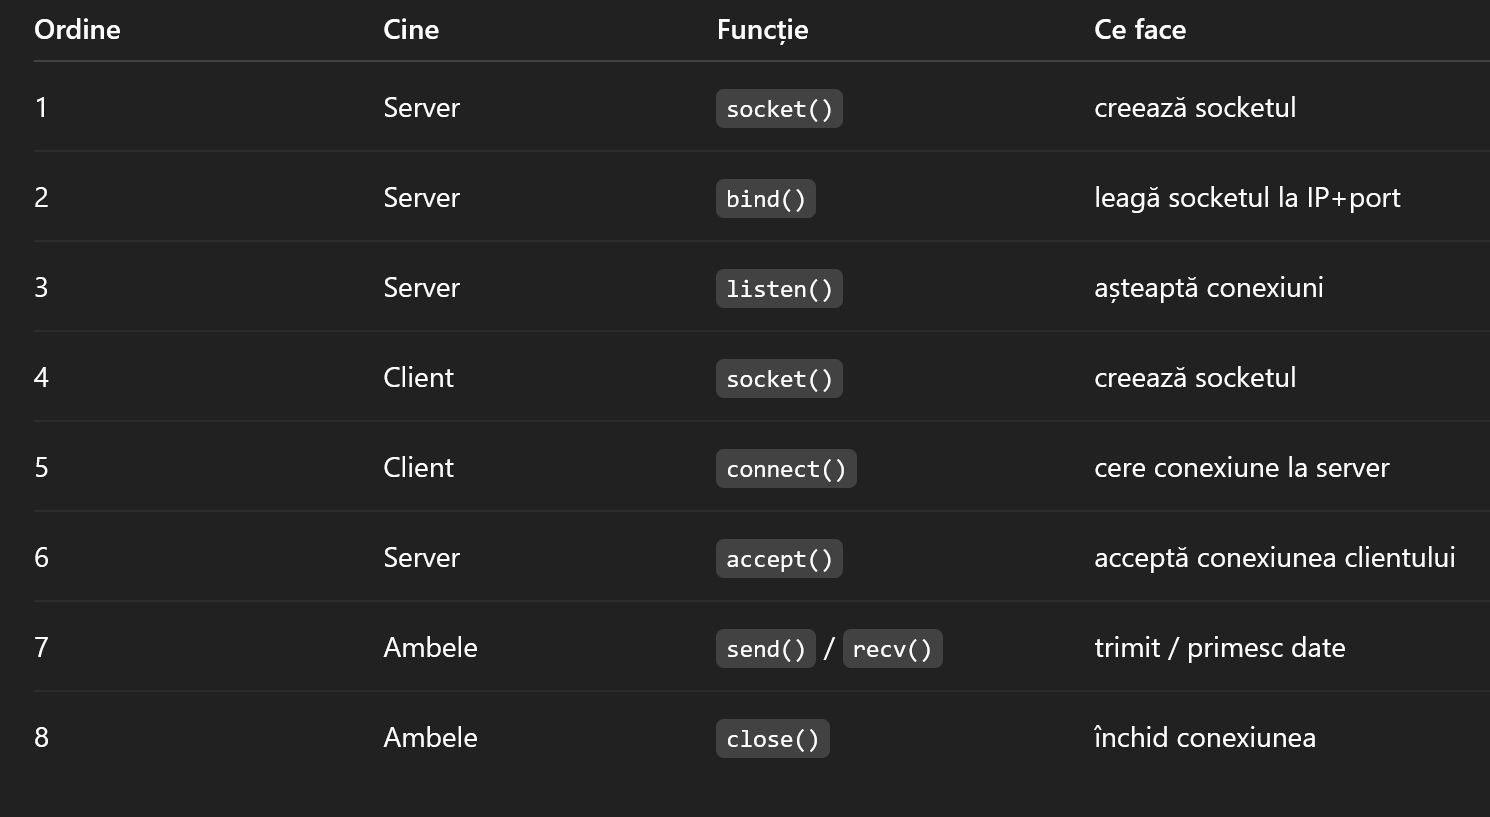 Ordine Cine Funcție Ce face
1 Server socket() creează socketul
2 Server bind() leagă socketul la IP+port
3 Server listen() așteaptă conexiuni
4 Client socket() creează socketul
5 Client connect() cere conexiune la server
6 Server accept() acceptă conexiunea clientului
7 Ambele send() / recv() trimit / primesc date
8 Ambele close() închid conexiunea